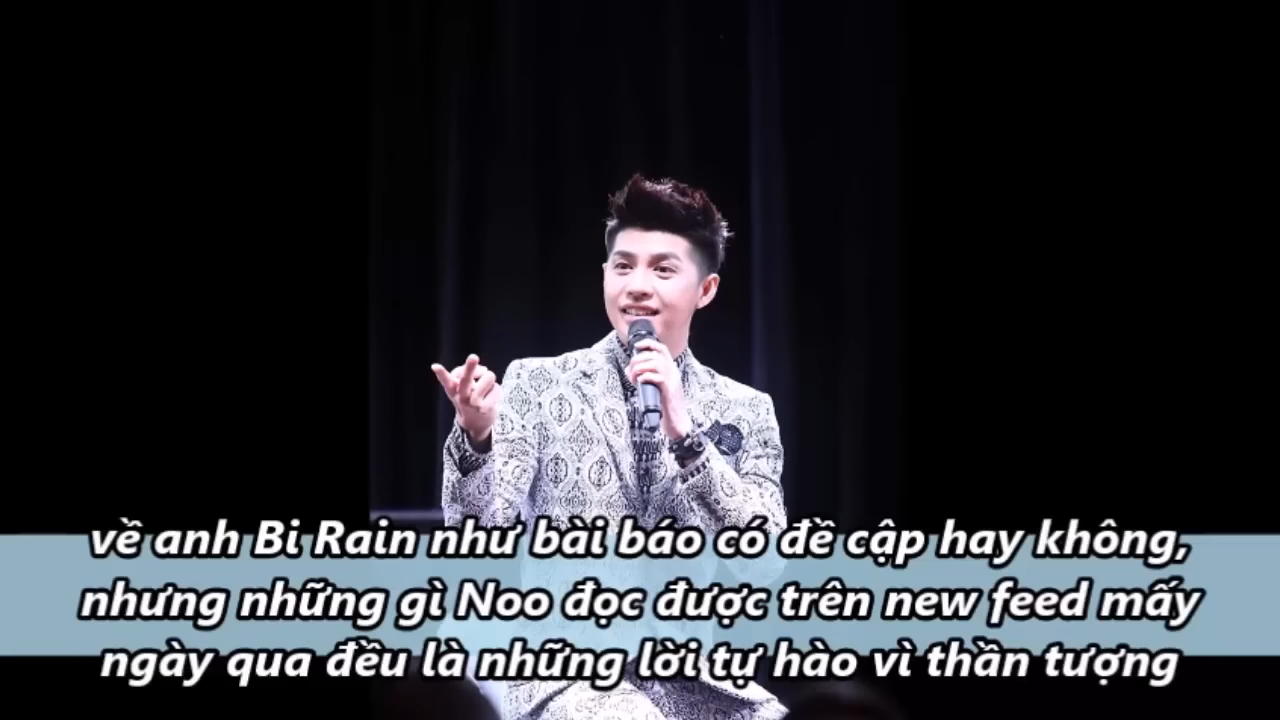 về anh Bi Rain như bài báo có đề cập hay không,
nhưng những gì Noo đọc được trên new feed mấy
ngày qua đều là những lời tự hào vì thần tượng